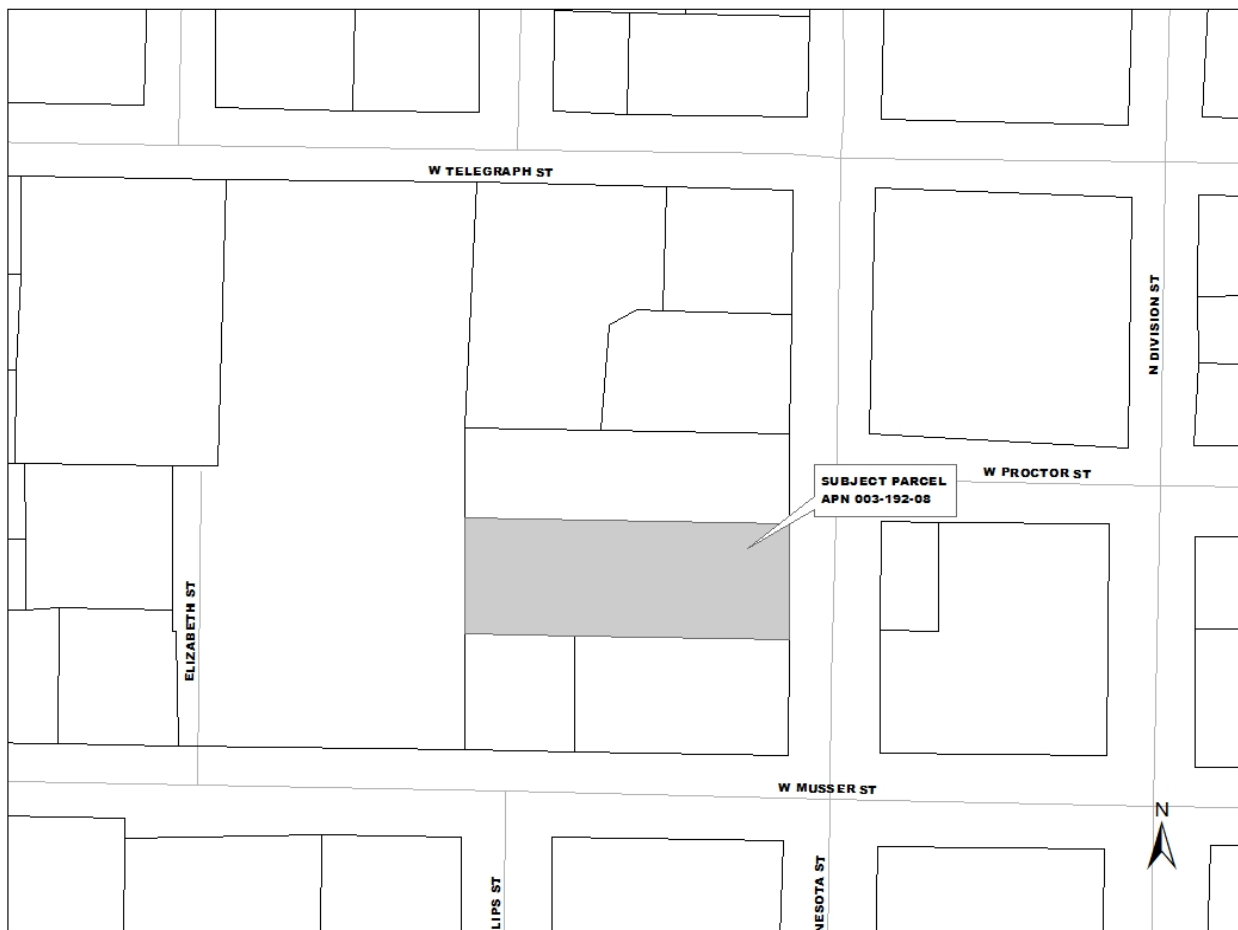 W TELEGRAPH ST
N DIVISION ST
W PROCTOR ST
SUBJECT PARCEL
APN 003-192-08
ELIZABETH ST
W MUSSER ST
N
LIPS ST
NESOTA ST